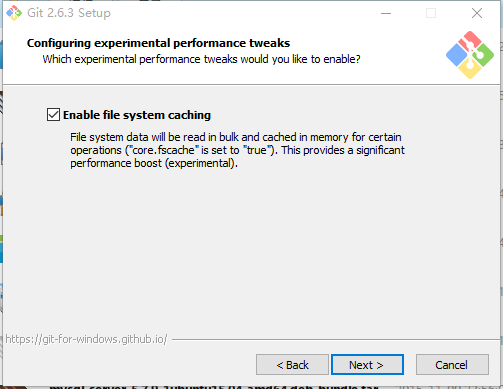 Git 2.6.3 Setup
Configuring experimental performance tweaks
Which experimental performance tweaks would you like to enable?
Enable file system caching
File system data will be read in bulk and cached in memory for certain
operations ("core.fscache" is set to "true"). This provides a significant
performance boost (experimental).
https://git-for-windows.github.io/
< Back
Next >
Cancel